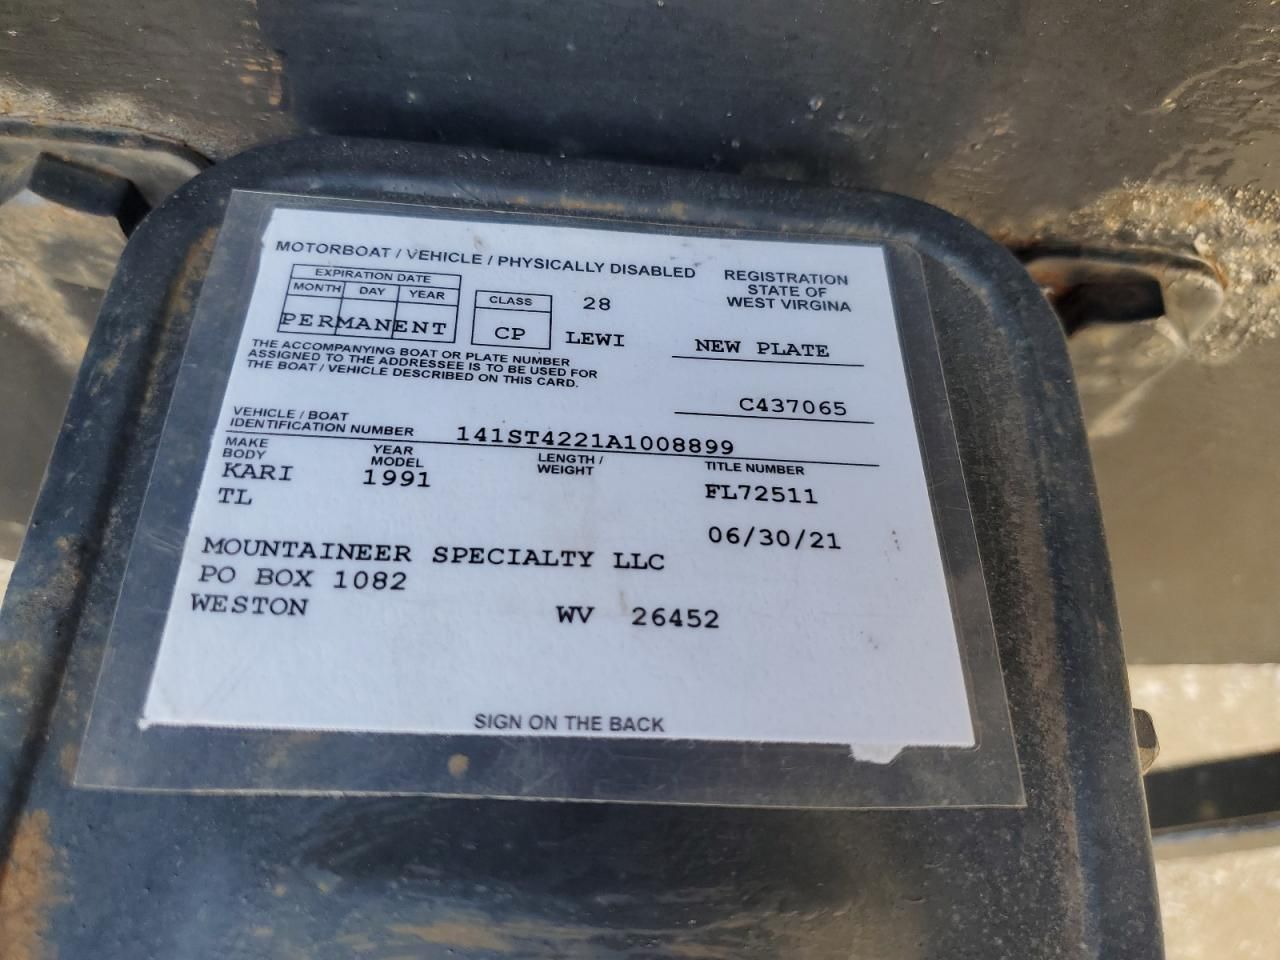 MOTORBOAT / VEHICLE / PHYSICALLY DISABLED
REGISTRATION
STATE OF
WEST VIRGINA
EXPIRATION DATE
MONTH DAY YEAR
PERMANENT
CLASS
CP
28
LEWI
NEW PLATE
THE ACCOMPANYING BOAT OR PLATE NUMBER
ASSIGNED TO THE ADDRESSEE IS TO BE USED FOR
THE BOAT / VEHICLE DESCRIBED ON THIS CARD.
C437065
VEHICLE / BOAT
IDENTIFICATION NUMBER 141ST4221A1008899
MAKE
BODY
YEAR
MODEL
LENGTH /
WEIGHT
TITLE NUMBER
KARI 1991 FL72511
TL
06/30/21
MOUNTAINEER SPECIALTY LLC
PO BOX 1082
WESTON WV 26452
SIGN ON THE BACK